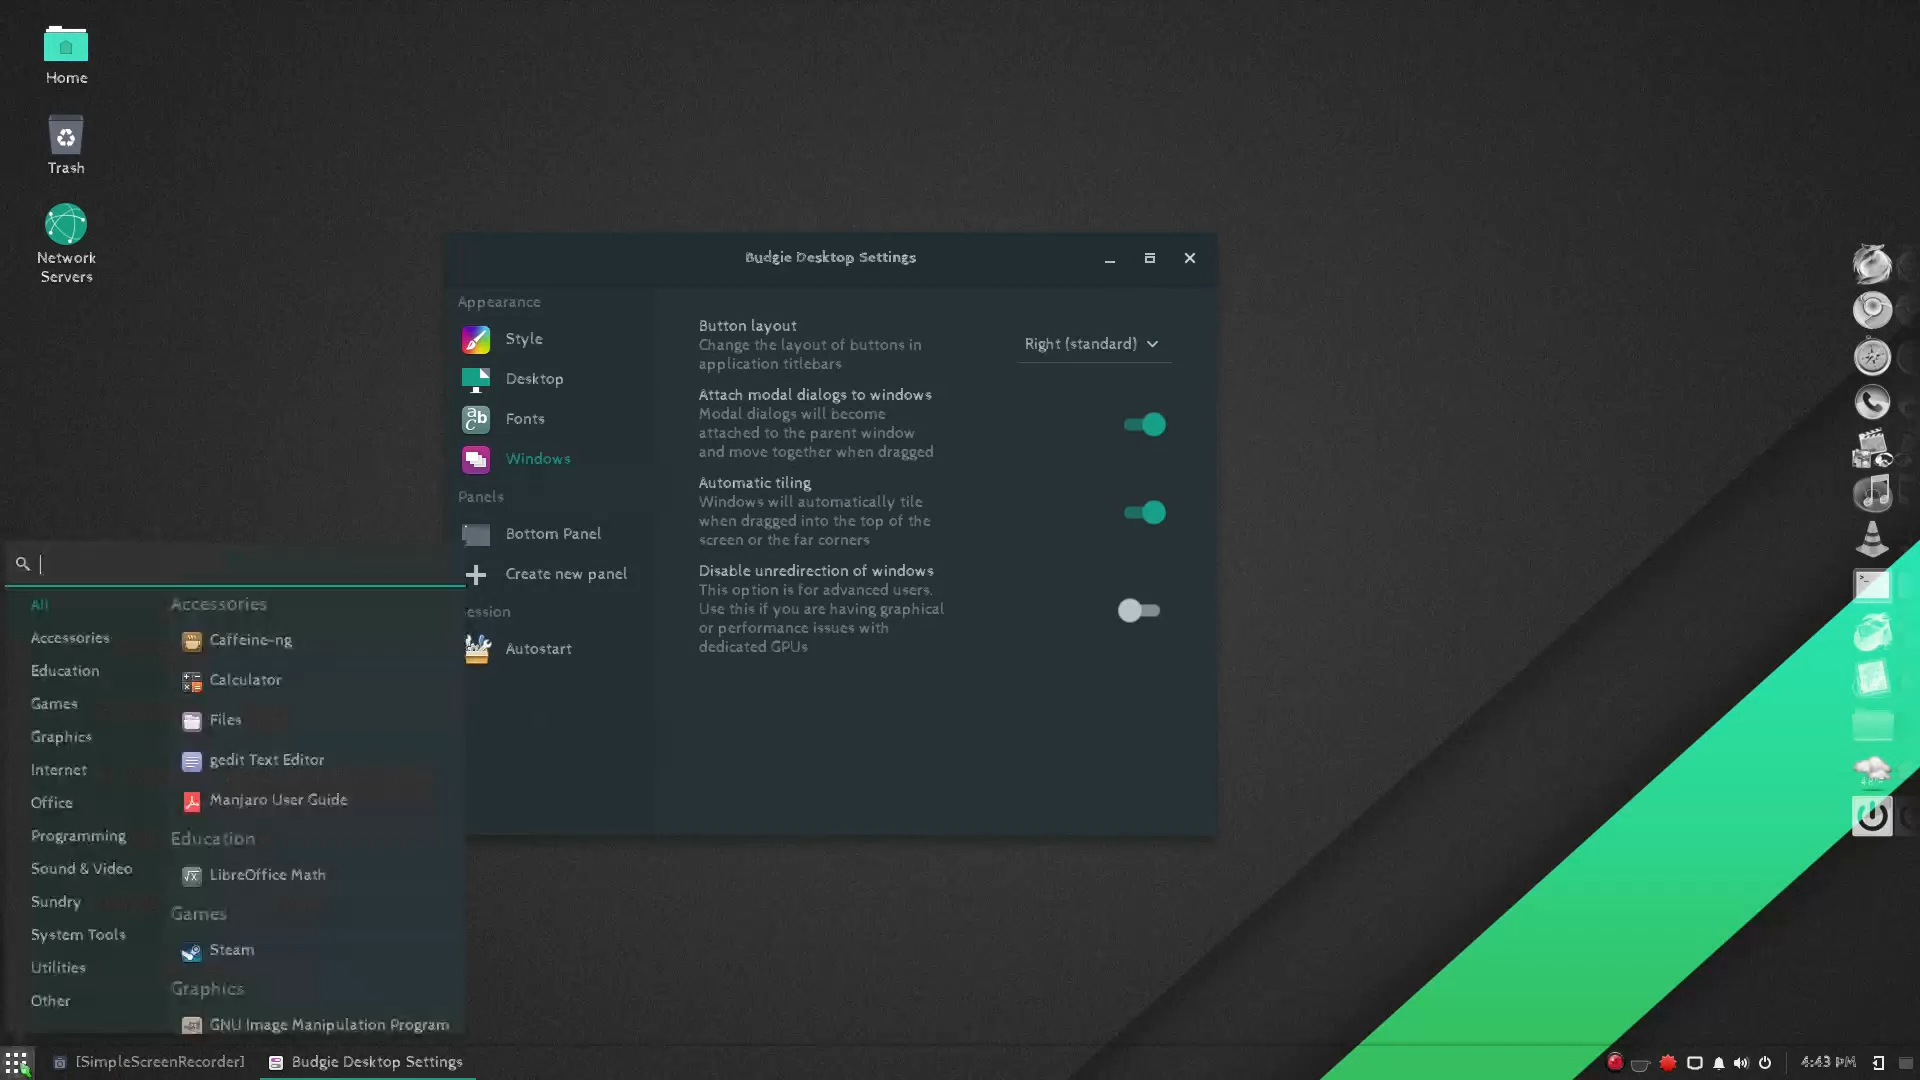 Home
Trash
Network
Servers
Budgie Desktop Settings
Appearance
Style
Desktop
Fonts
Windows
Panels
Bottom Panel
Create new panel
ession
Autostart
Button layout
Change the layout of buttons in
application titlebars
Right (standard)
Attach modal dialogs to windows
Modal dialogs will become
attached to the parent window
and move together when dragged
Automatic tiling
Windows will automatically tile
when dragged into the top of the
screen or the far corners
Disable unredirection of windows
This option is for advanced users.
Use this if you are having graphical
or performance issues with
dedicated GPUs
All
Accessories
Education
Games
Graphics
Internet
Office
Programming
Sound & Video
Sundry
System Tools
Utilities
Other
Accessories
Caffeine-ng
Calculator
Files
gedit Text Editor
Manjaro User Guide
Education
LibreOffice Math
Games
Steam
Graphics
GNU Image Manipulation Program
[SimpleScreenRecorder]
Budgie Desktop Settings
4:43 PM